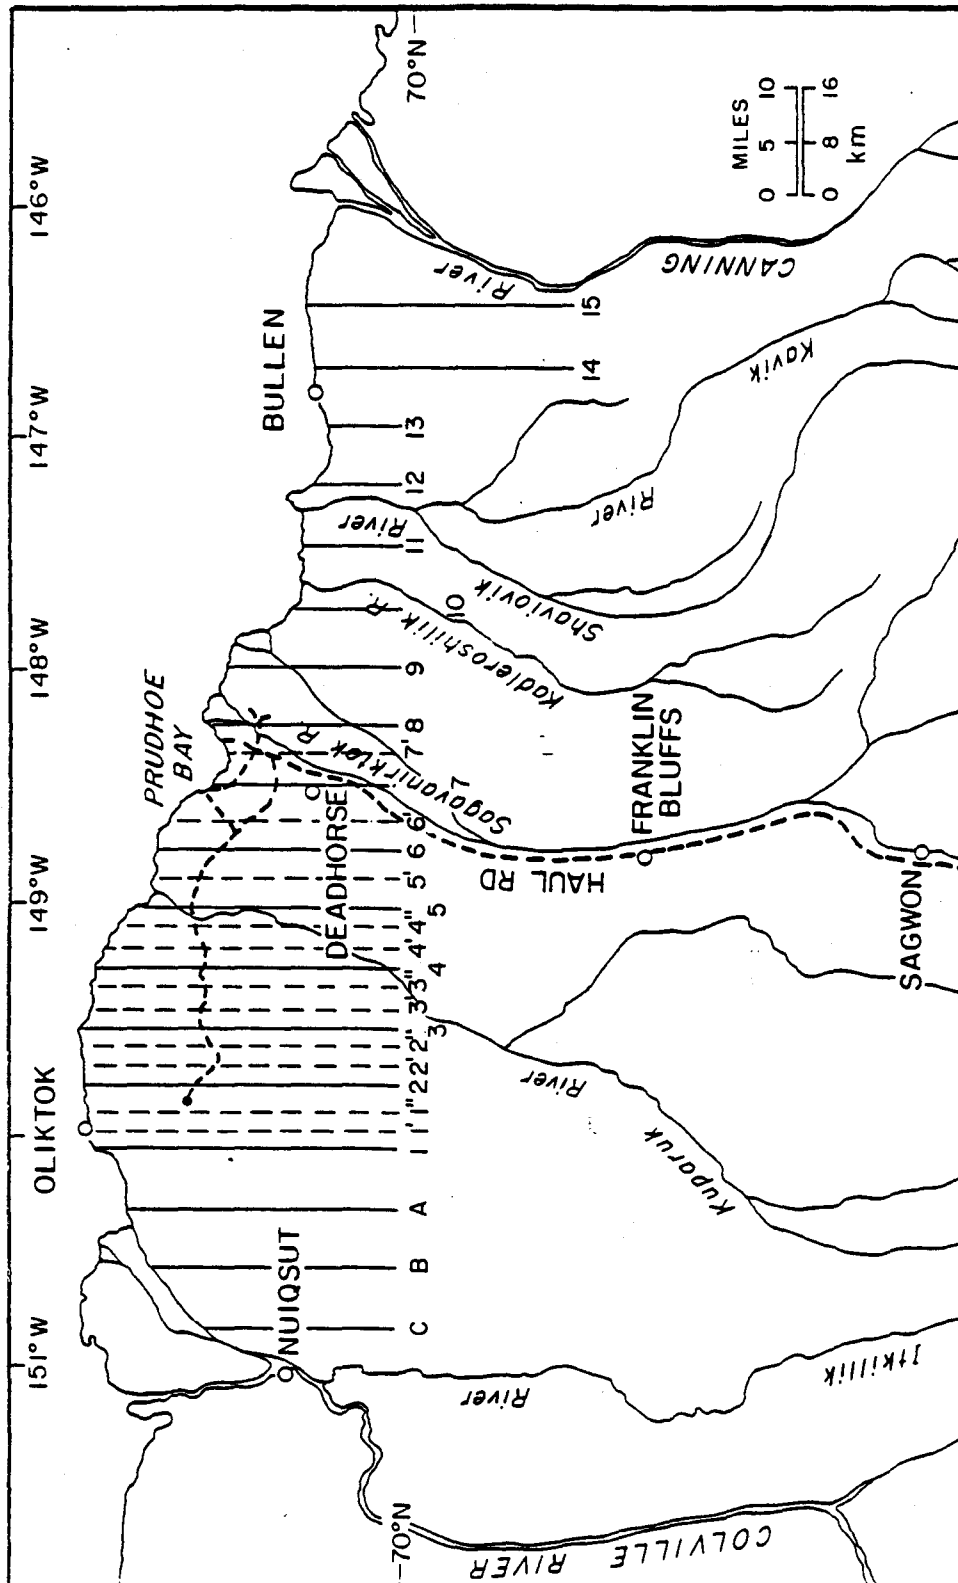 151°W
149°W
148°W
147°W
146°W
OLIKTOK
PRUDHOE
BAY
BULLEN
70°N
NUIQSUT
DEADHORSE
C
B
A
1
1'
1"
2
2'
2"
3
3'
3"
4
4'
4"
5
5'
6
6'
7
7'
8
9
10
11
12
13
14
15
70°N
COLVILLE
RIVER
Itkillik
River
Kuparuk
River
HAUL RD
Sagavanirktok R.
FRANKLIN
BLUFFS
SAGWON
Kadleroshilik R.
Shaviovik
River
Kavik
River
CANNING
River
MILES
0 5 10
0 8 16
km